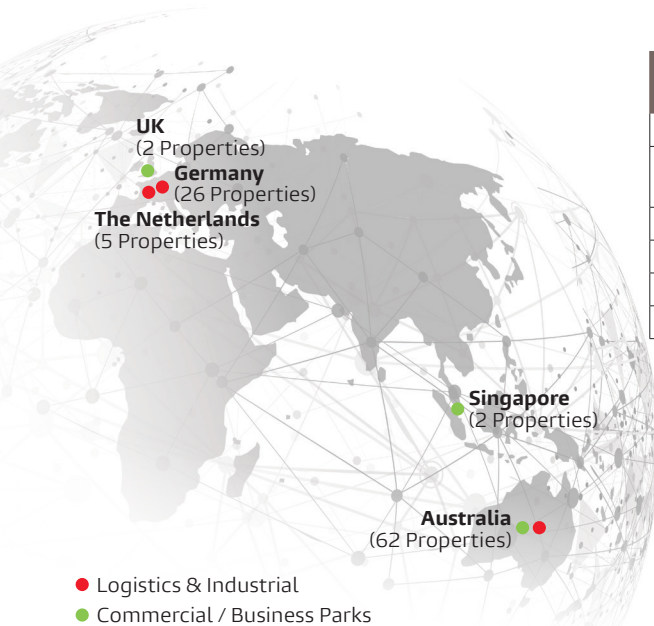 UK
(2 Properties)
Germany
(26 Properties)
The Netherlands
(5 Properties)
Singapore
(2 Properties)
Australia
(62 Properties)
Logistics & Industrial
Commercial / Business Parks